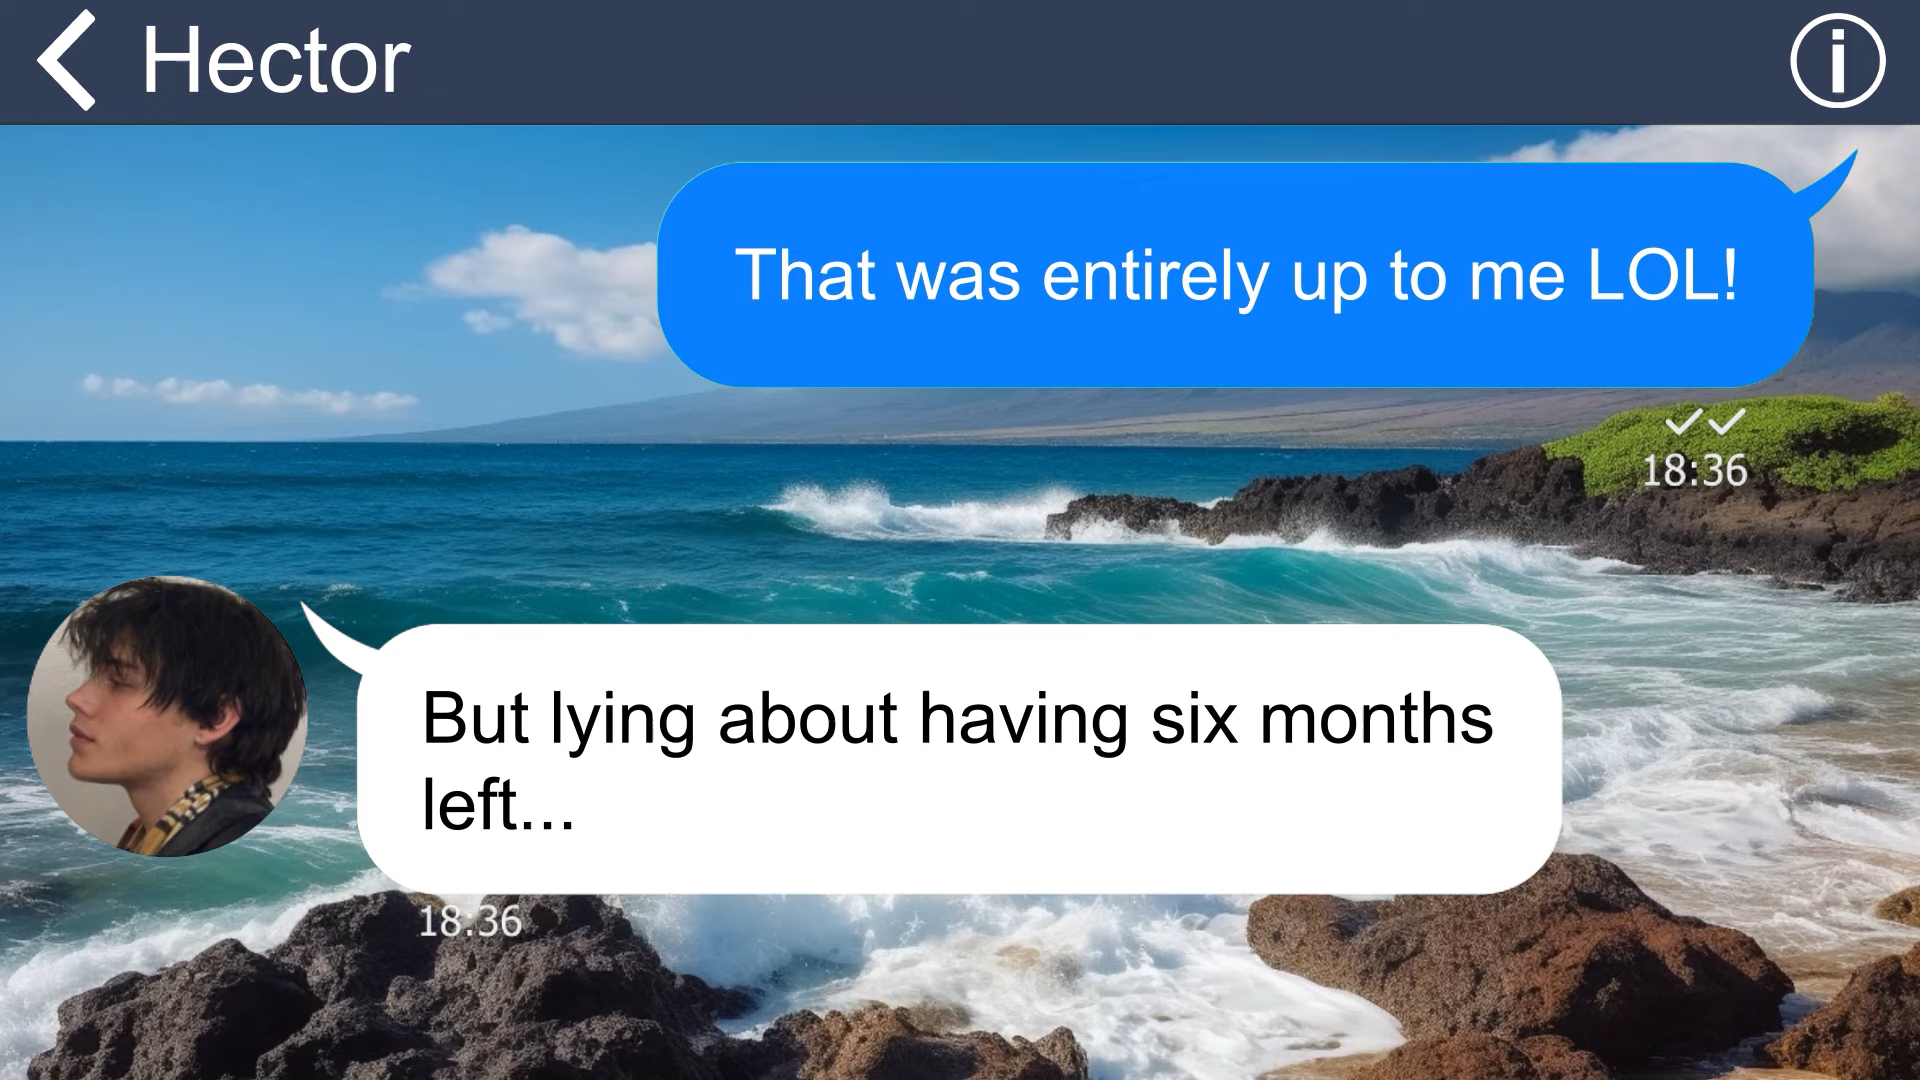 Hector
That was entirely up to me LOL!
18:36
But lying about having six months
left...
18:36